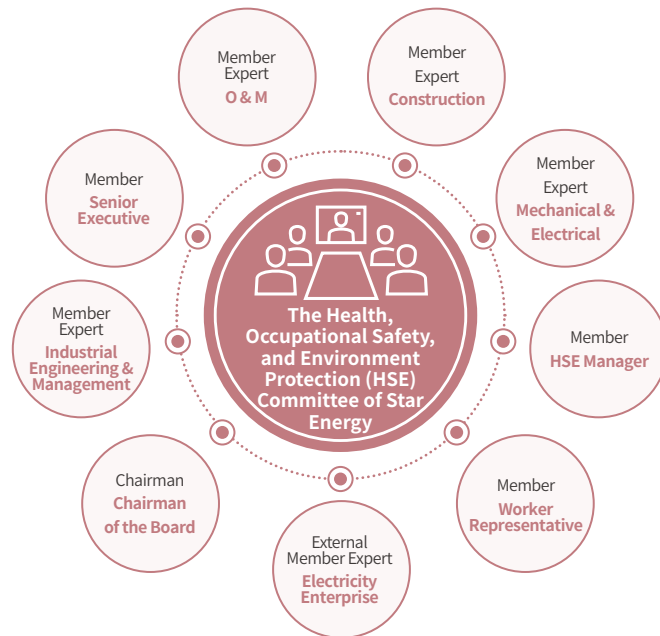 Member
Expert
O & M
Member
Expert
Construction
Member
Senior
Executive
Member
Expert
Mechanical &
Electrical
The Health,
Occupational Safety,
and Environment
Protection (HSE)
Committee of Star
Energy
Member
Expert
Industrial
Engineering &
Management
Member
HSE Manager
Chairman
Chairman
of the Board
Member
Worker
Representative
External
Member Expert
Electricity
Enterprise